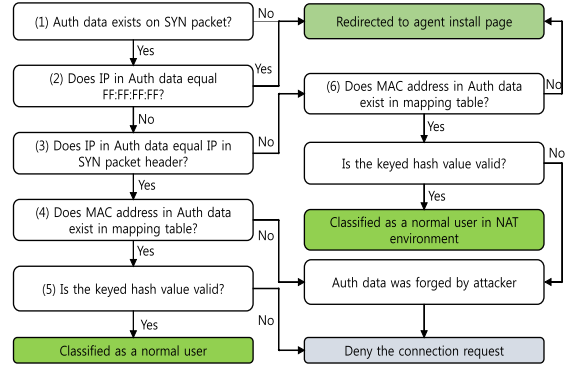 (1) Auth data exists on SYN packet?
No
Redirected to agent install page
Yes
(2) Does IP in Auth data equal
FF:FF:FF:FF?
Yes
No
(3) Does IP in Auth data equal IP in
SYN packet header?
No
(6) Does MAC address in Auth data
exist in mapping table?
No
Yes
Yes
Is the keyed hash value valid?
No
Yes
(4) Does MAC address in Auth data
exist in mapping table?
No
Yes
Classified as a normal user in NAT
environment
(5) Is the keyed hash value valid?
No
Yes
Auth data was forged by attacker
Classified as a normal user
Deny the connection request